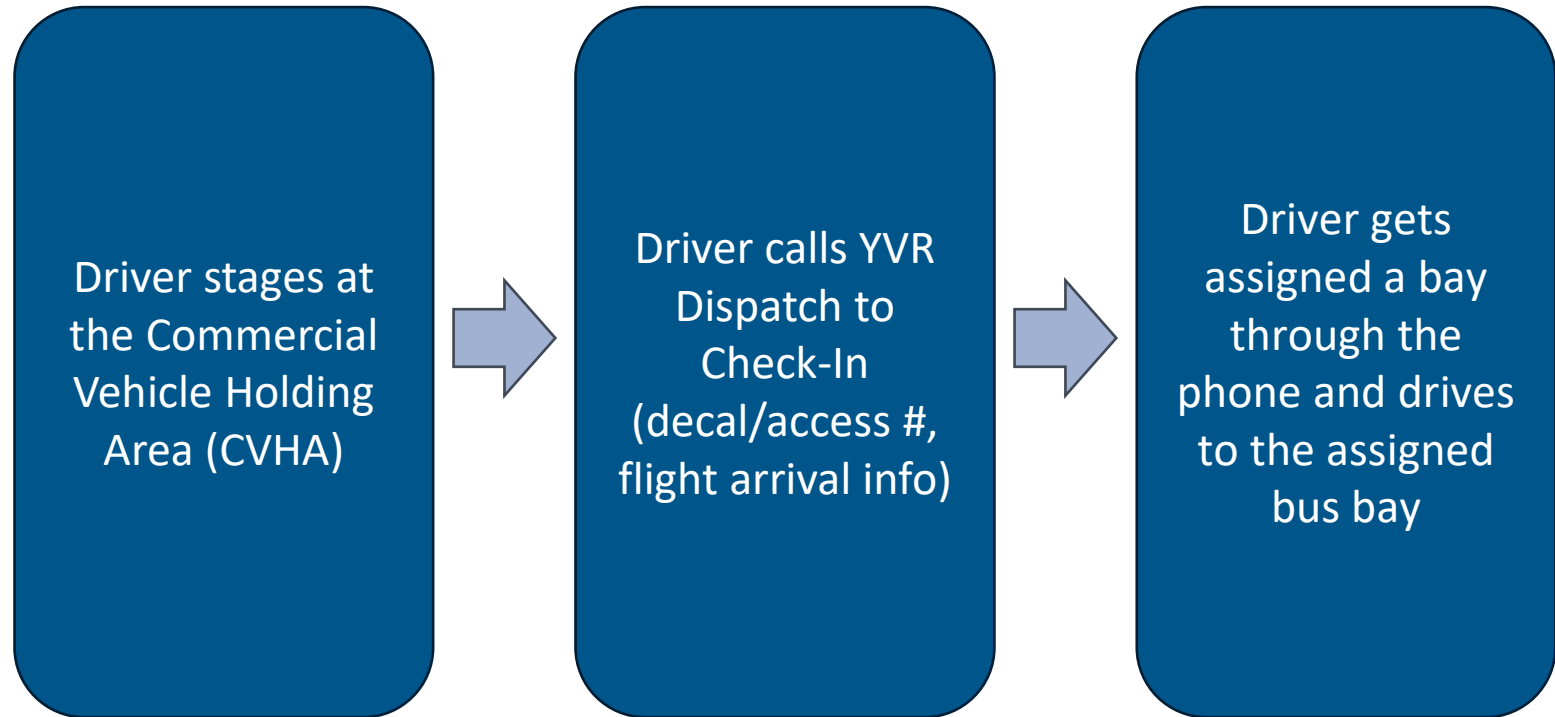 Driver stages at
the Commercial
Vehicle Holding
Area (CVHA)
Driver calls YVR
Dispatch to
Check-In
(decal/access #,
flight arrival info)
Driver gets
assigned a bay
through the
phone and drives
to the assigned
bus bay